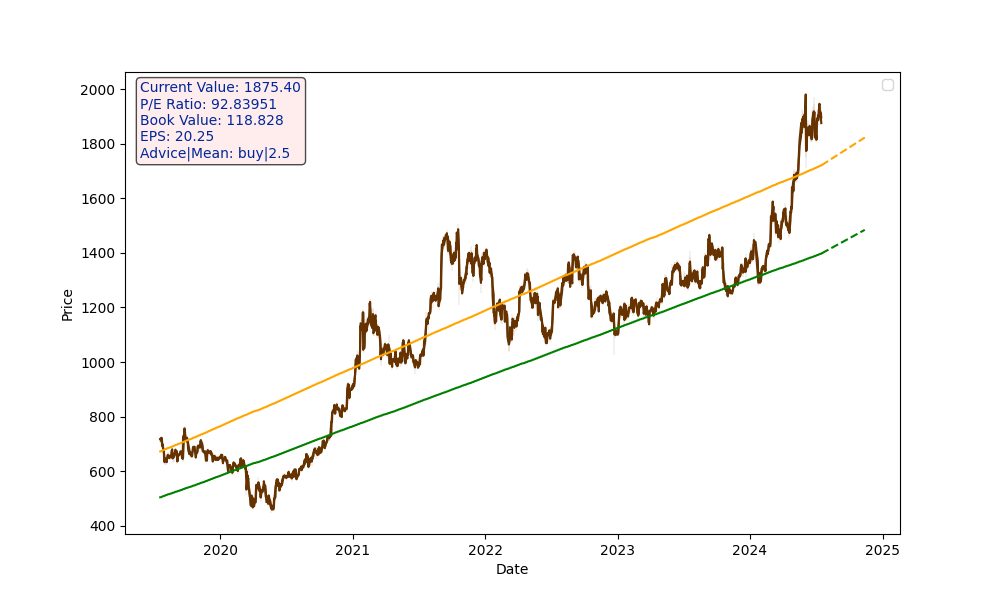 Current Value: 1875.40
P/E Ratio: 92.83951
Book Value: 118.828
EPS: 20.25
Advice|Mean: buy|2.5
2000
1800
1600
1400
1200
1000
800
600
400
Price
2020
2021
2022
2023
2024
2025
Date